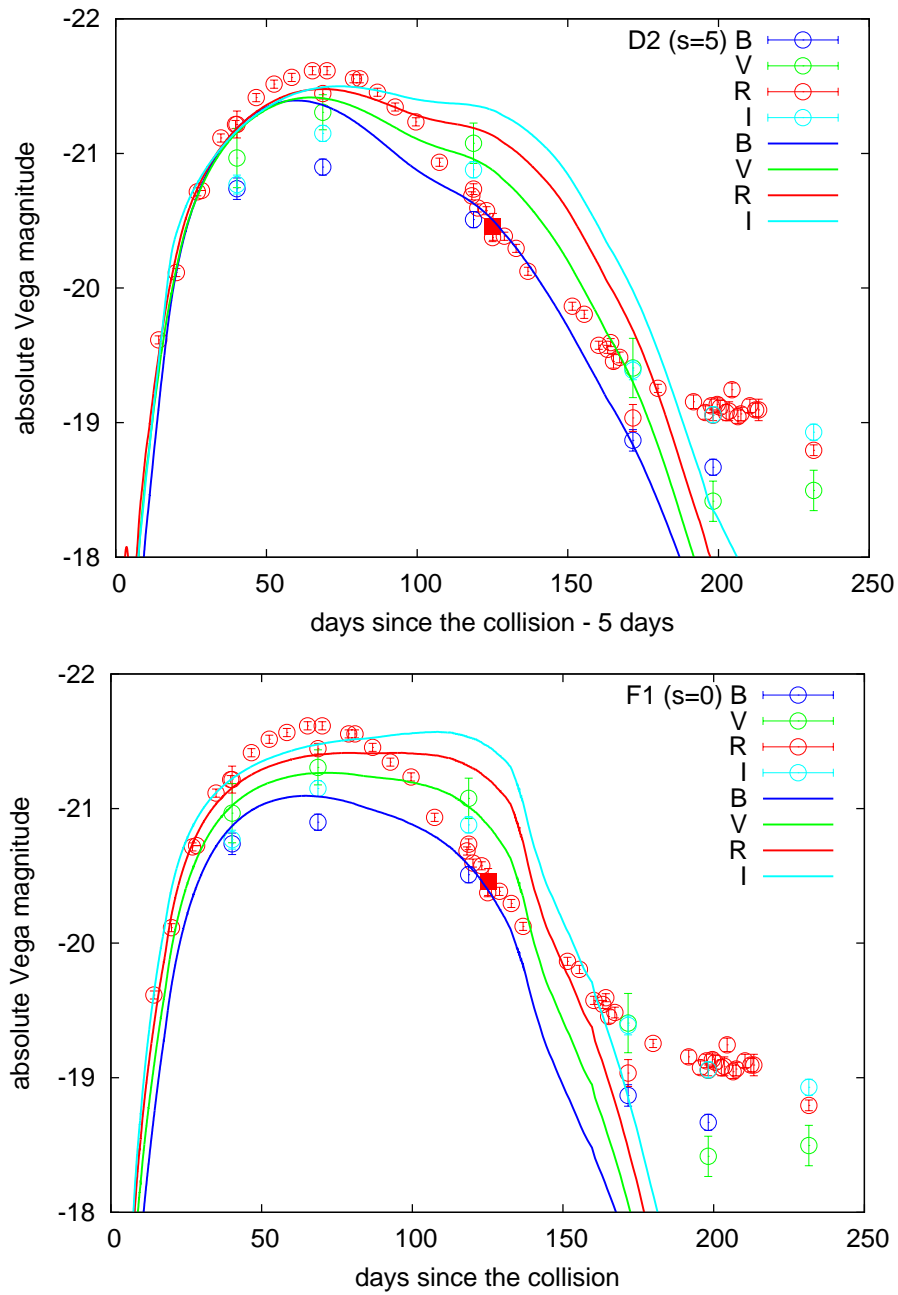 -22
-21
-20
-19
-18
absolute Vega magnitude
D2 (s=5) B
V
R
I
B
V
R
I
0 50 100 150 200 250
days since the collision - 5 days
-22
-21
-20
-19
-18
absolute Vega magnitude
F1 (s=0) B
V
R
I
B
V
R
I
0 50 100 150 200 250
days since the collision